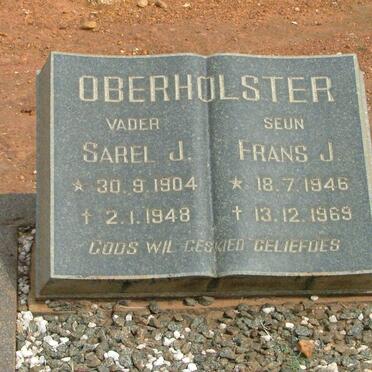 OBERHOLSTER
VADER SEUN
SAREL J. FRANS J.
★ 30.9.1904 ★ 18.7.1946
† 2.1.1948 † 13.12.1969
GODS WIL GESKIED GELIEFDES